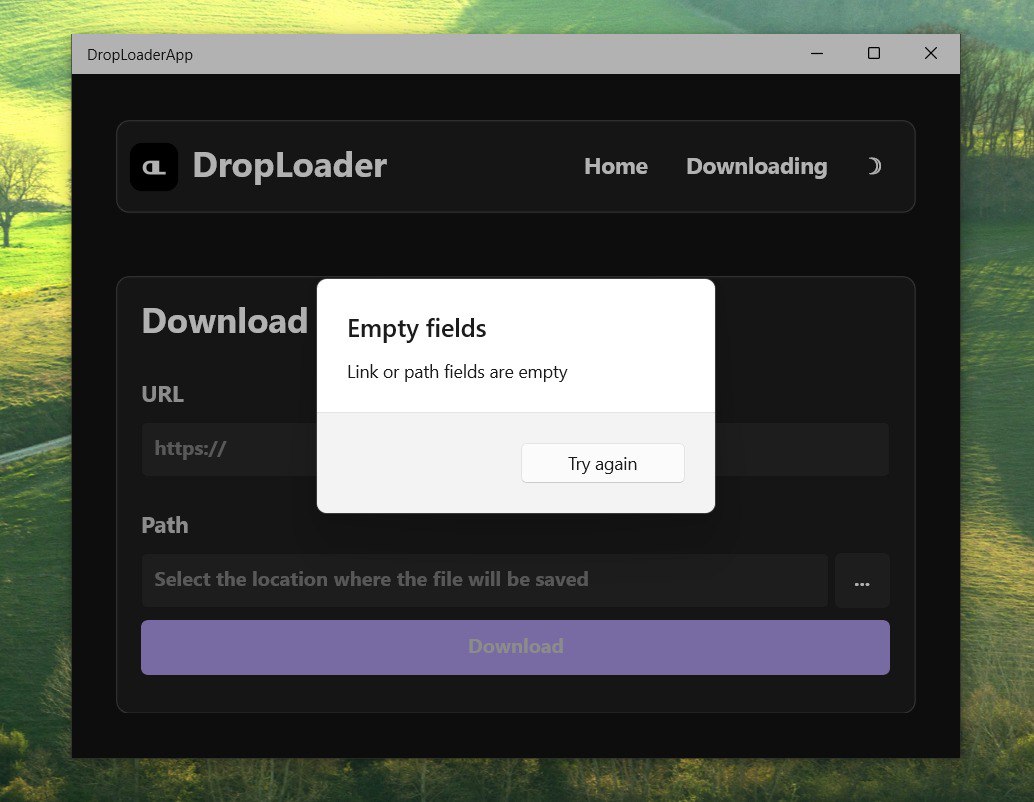 DropLoaderApp
DL DropLoader Home Downloading
Download
Empty fields
Link or path fields are empty
URL
https://
Try again
Path
Select the location where the file will be saved ...
Download